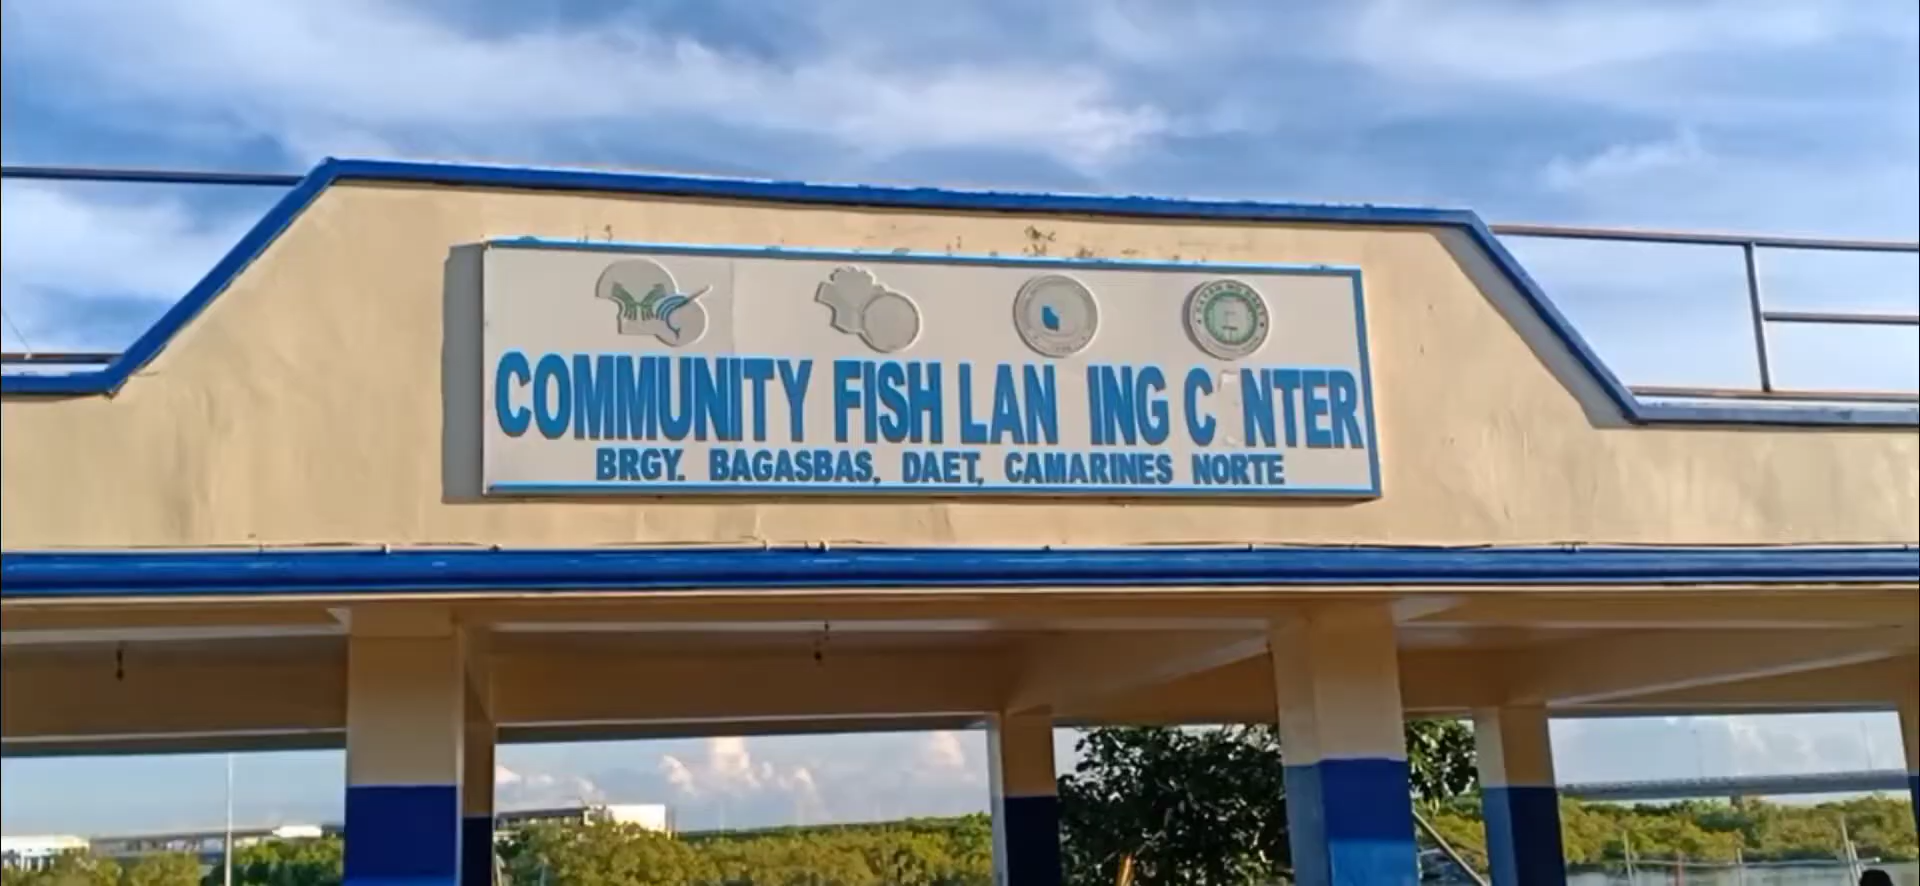 COMMUNITY FISH LAN ING C NTER
BRGY. BAGASBAS, DAET, CAMARINES NORTE